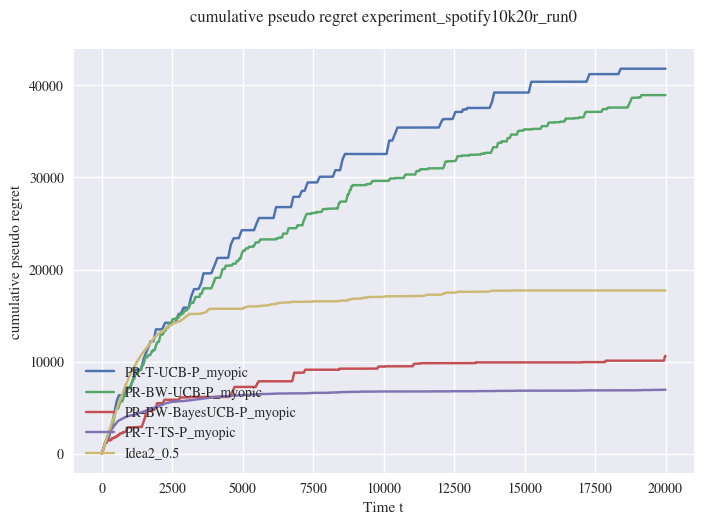 cumulative pseudo regret experiment_spotify10k20r_run0
cumulative pseudo regret
40000
30000
20000
10000
0
PR-T-UCB-P_myopic
PR-BW-UCB-P_myopic
PR-BW-BayesUCB-P_myopic
PR-T-TS-P_myopic
Idea2_0.5
0 2500 5000 7500 10000 12500 15000 17500 20000
Time t